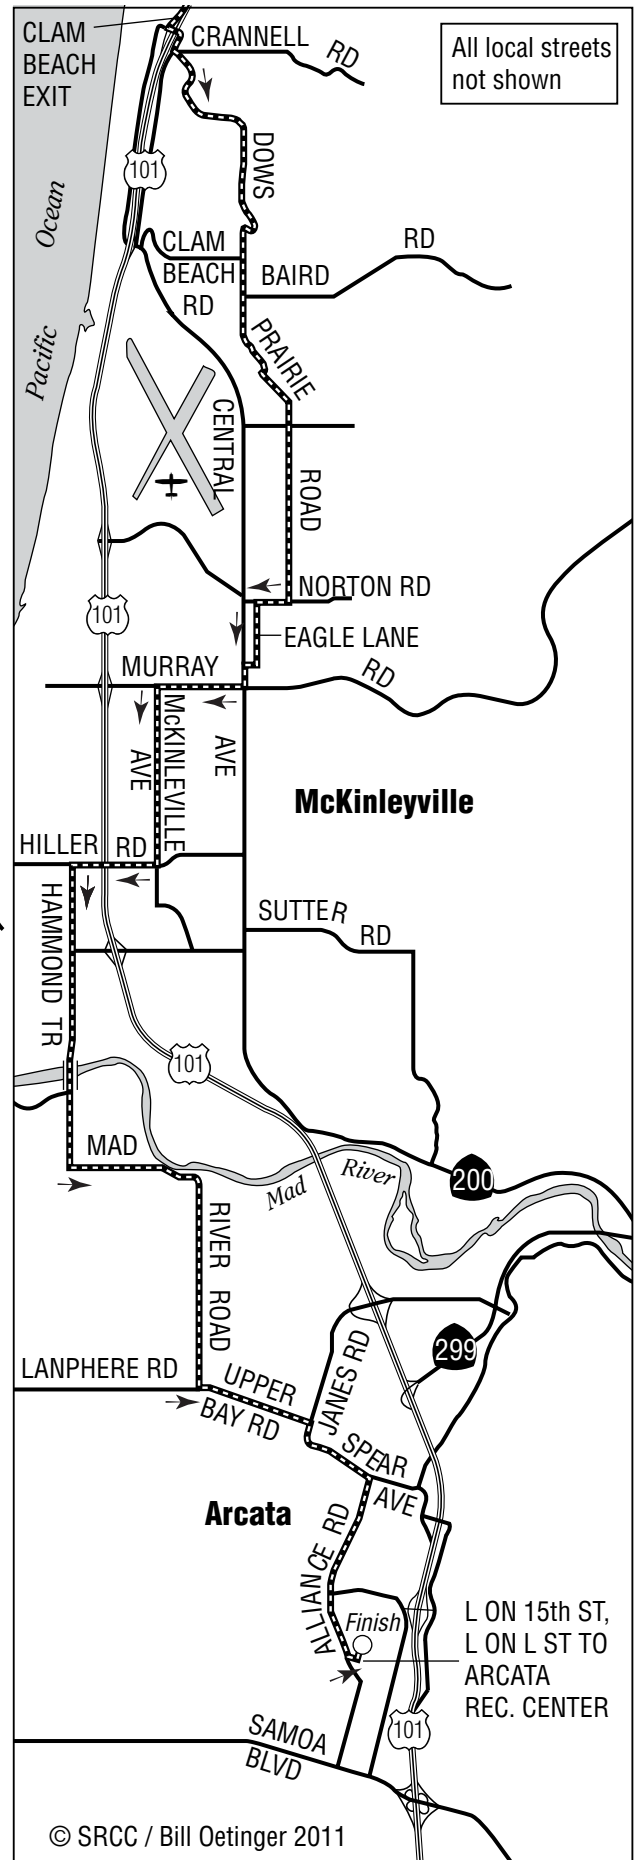 CLAM
BEACH
EXIT
CRANNELL RD
All local streets
not shown
101
DOWS
Pacific Ocean
CLAM
BEACH
RD
BAIRD
RD
PRAIRIE
CENTRAL
ROAD
NORTON RD
101
EAGLE LANE
MURRAY
RD
McKINLEVILLE
AVE
AVE
McKinleyville
HILLER RD
HAMMOND TR
SUTTER
RD
101
MAD
Mad River
200
RIVER ROAD
LANPHERE RD
UPPER
BAY RD
JANES RD
299
SPEAR
AVE
Arcata
ALLIANCE RD
Finish
L ON 15th ST,
L ON L ST TO
ARCATA
REC. CENTER
101
SAMOA
BLVD
© SRCC / Bill Oetinger 2011